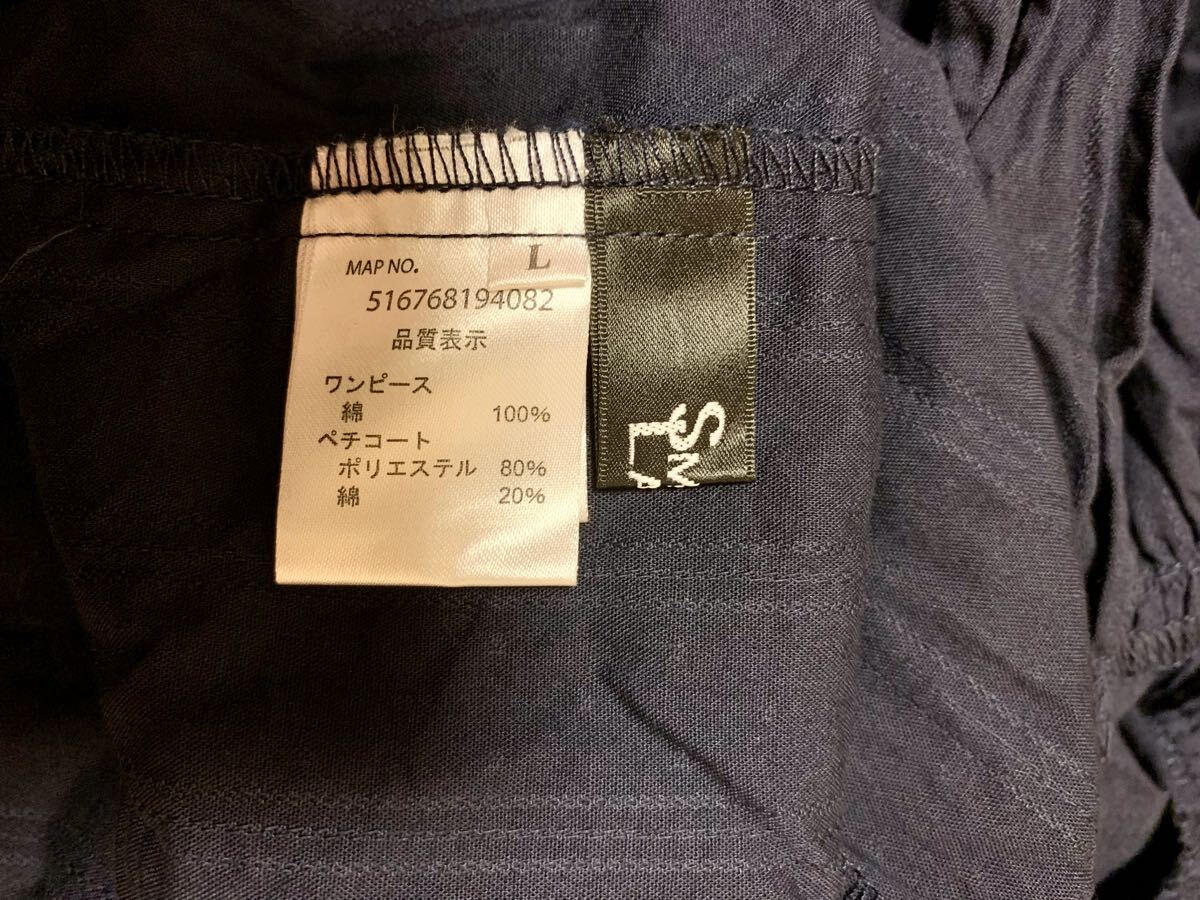 L
MAP NO.
516768194082
品質表示
ワンピース
綿 100%
ペチコート
ポリエステル 80%
綿 20%